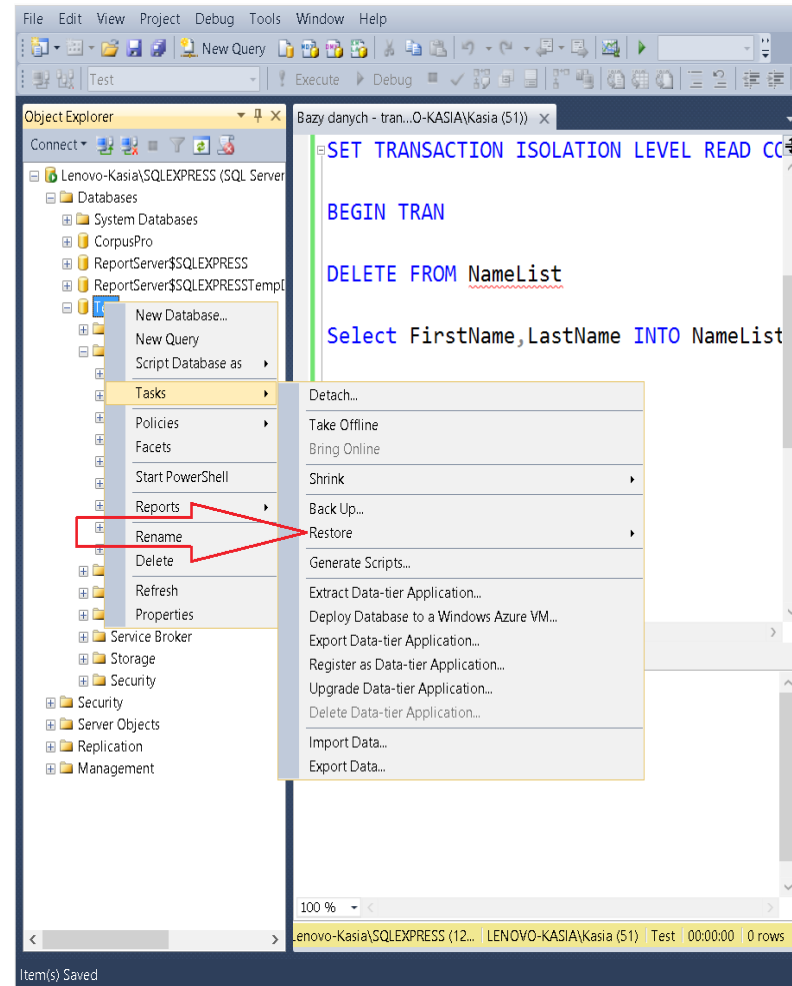 File Edit View Project Debug Tools Window Help
New Query
Test Execute Debug
Object Explorer
Connect
Lenovo-Kasia\SQLEXPRESS (SQL Server
Databases
System Databases
CorpusPro
ReportServer$SQLEXPRESS
ReportServer$SQLEXPRESSTemp
New Database...
New Query
Script Database as
Tasks
Policies
Facets
Start PowerShell
Reports
Rename
Delete
Refresh
Properties
Service Broker
Storage
Security
Security
Server Objects
Replication
Management
Detach...
Take Offline
Bring Online
Shrink
Back Up...
Restore
Generate Scripts...
Extract Data-tier Application...
Deploy Database to a Windows Azure VM...
Export Data-tier Application...
Register as Data-tier Application...
Upgrade Data-tier Application...
Delete Data-tier Application...
Import Data...
Export Data...
Bazy danych - tran...O-KASIA\Kasia (51))
SET TRANSACTION ISOLATION LEVEL READ CO
BEGIN TRAN
DELETE FROM NameList
Select FirstName,LastName INTO NameList
100 %
enovo-Kasia\SQLEXPRESS (12... LENOVO-KASIA\Kasia (51) Test 00:00:00 0 rows
Item(s) Saved